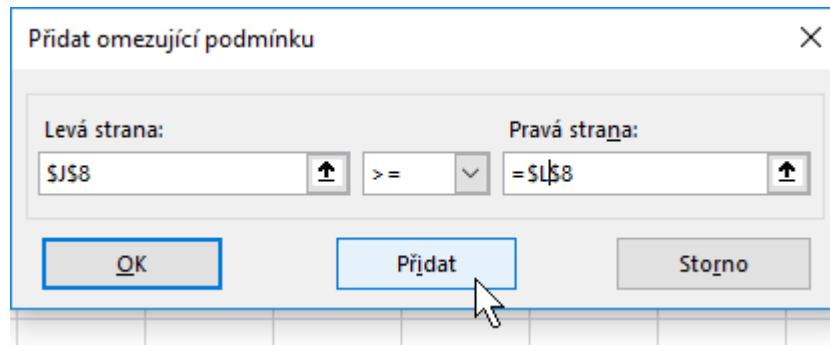 Přidat omezující podmínku
Levá strana: Pravá strana:
$J$8 >= =$L$8
OK Přidat Storno